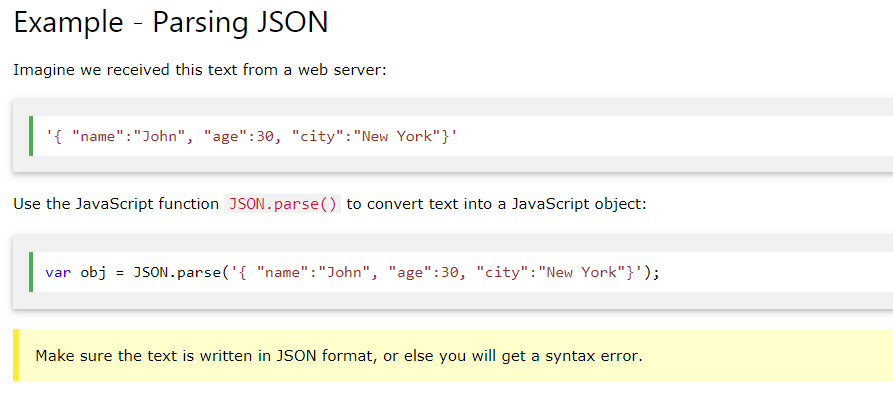 Example - Parsing JSON
Imagine we received this text from a web server:
'{ "name":"John", "age":30, "city":"New York"}'
Use the JavaScript function JSON.parse() to convert text into a JavaScript object:
var obj = JSON.parse('{ "name":"John", "age":30, "city":"New York"}');
Make sure the text is written in JSON format, or else you will get a syntax error.